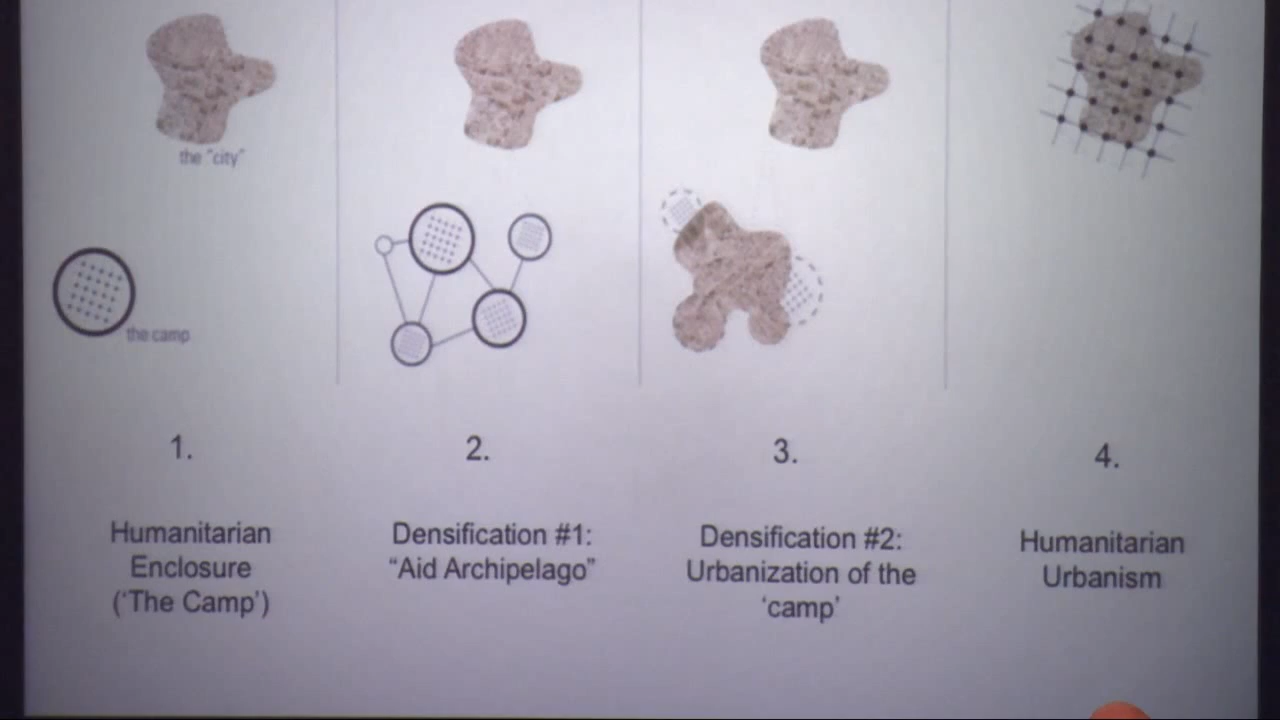 the "city"
the camp
1.
Humanitarian
Enclosure
('The Camp')
2.
Densification #1:
"Aid Archipelago"
3.
Densification #2:
Urbanization of the
'camp'
4.
Humanitarian
Urbanism